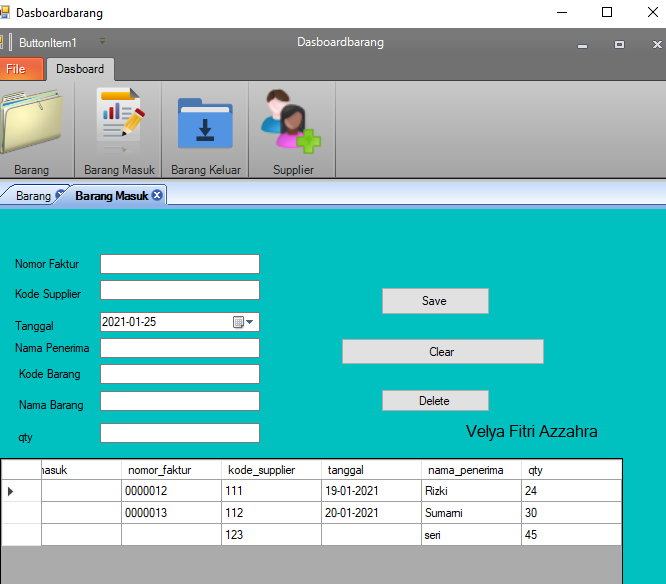 Dasboardbarang
ButtonItem1 Dasboardbarang
File Dasboard
Barang Barang Masuk Barang Keluar Supplier
Barang Barang Masuk
Nomor Faktur
Kode Supplier Save
Tanggal 2021-01-25
Nama Penerima Clear
Kode Barang
Nama Barang Delete
qty Velya Fitri Azzahra
masuk nomor_faktur kode_supplier tanggal nama_penerima qty
0000012 111 19-01-2021 Rizki 24
0000013 112 20-01-2021 Sumarni 30
123 seri 45